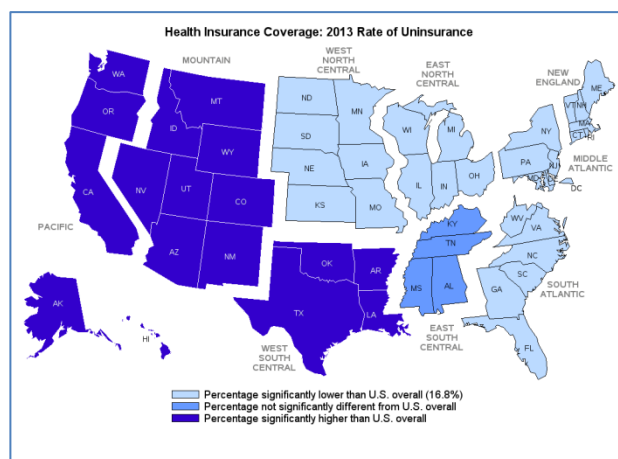 Health Insurance Coverage: 2013 Rate of Uninsurance
MOUNTAIN
WEST
NORTH
CENTRAL
EAST
NORTH
CENTRAL
NEW
ENGLAND
WA
OR
MT
ID
WY
ND
MN
SD
WI
MI
NE
IA
ME
VT
NH
MA
CT
RI
NY
PA
NJ
MIDDLE
ATLANTIC
MD
DE
DC
CA
NV
UT
CO
KS
MO
IL
IN
OH
PACIFIC
AZ
NM
OK
AR
TX
LA
KY
TN
MS
AL
WV
VA
NC
SC
GA
FL
SOUTH
ATLANTIC
AK
HI
WEST
SOUTH
CENTRAL
EAST
SOUTH
CENTRAL
Percentage significantly lower than U.S. overall (16.8%)
Percentage not significantly different from U.S. overall
Percentage significantly higher than U.S. overall